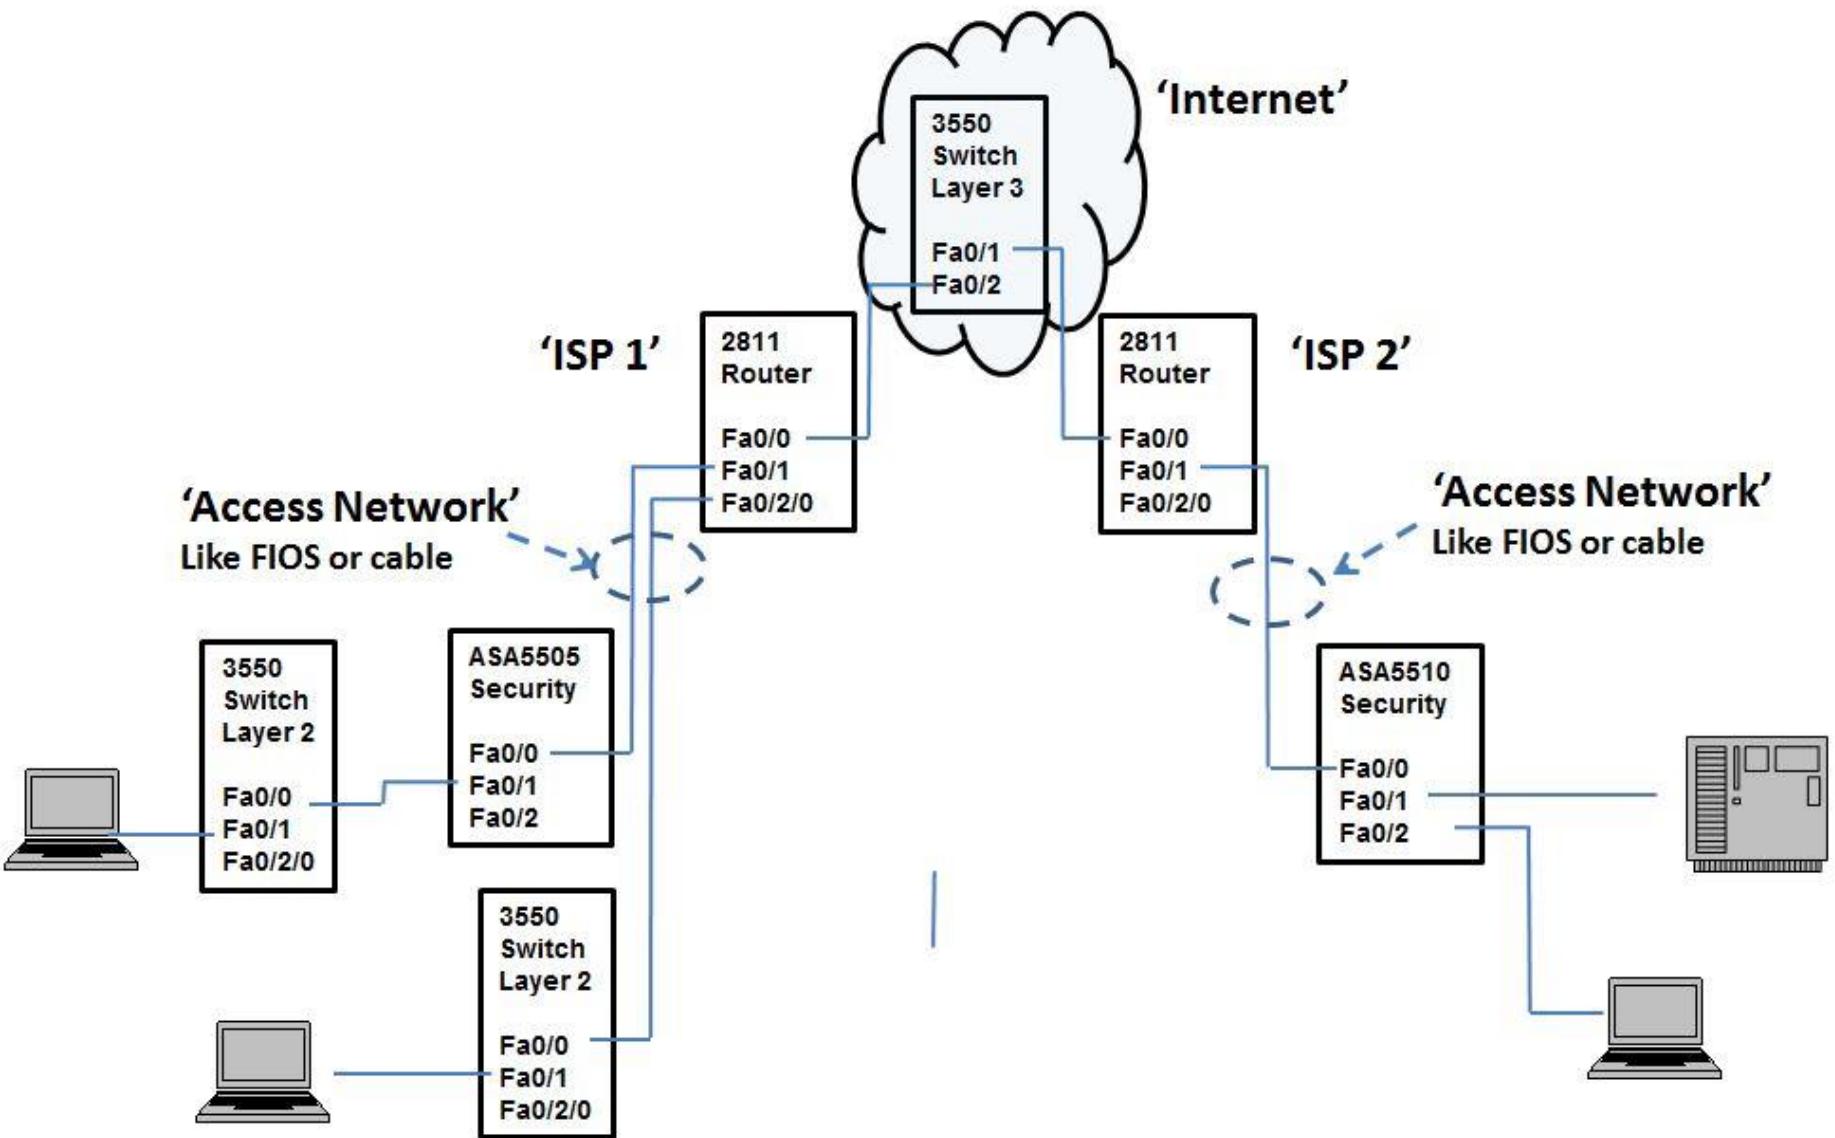 ‘Internet’
3550
Switch
Layer 3
Fa0/1
Fa0/2
‘ISP 1’
2811
Router
Fa0/0
Fa0/1
Fa0/2/0
2811
Router
Fa0/0
Fa0/1
Fa0/2/0
‘ISP 2’
‘Access Network’
Like FIOS or cable
‘Access Network’
Like FIOS or cable
3550
Switch
Layer 2
Fa0/0
Fa0/1
Fa0/2/0
ASA5505
Security
Fa0/0
Fa0/1
Fa0/2
ASA5510
Security
Fa0/0
Fa0/1
Fa0/2
3550
Switch
Layer 2
Fa0/0
Fa0/1
Fa0/2/0